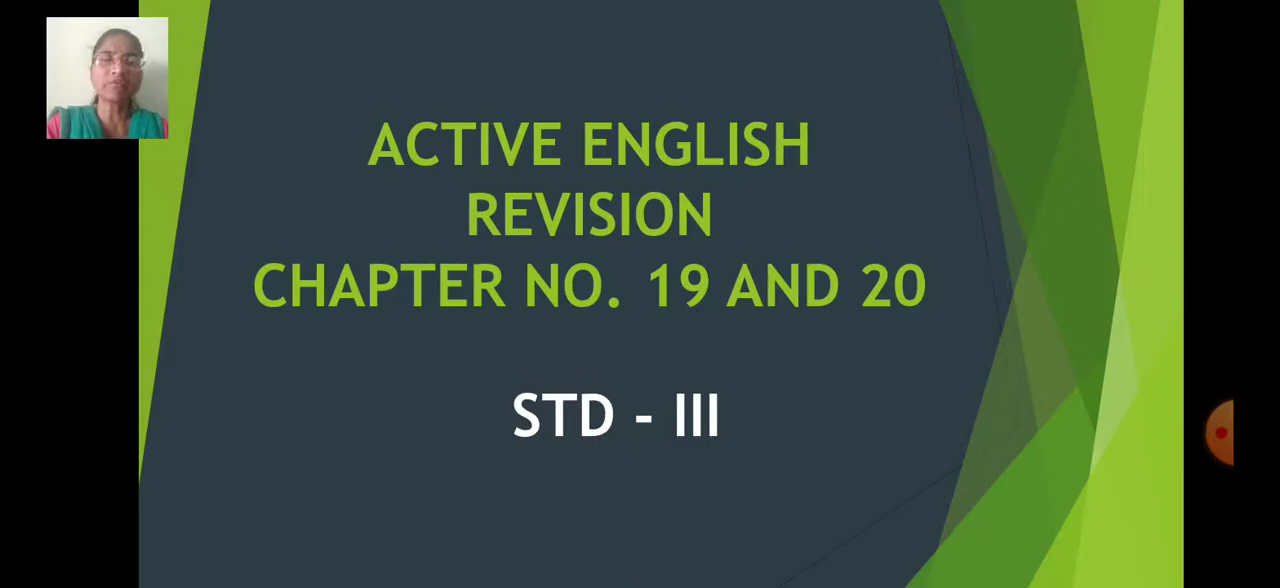 ACTIVE ENGLISH
REVISION
CHAPTER NO. 19 AND 20
STD - III